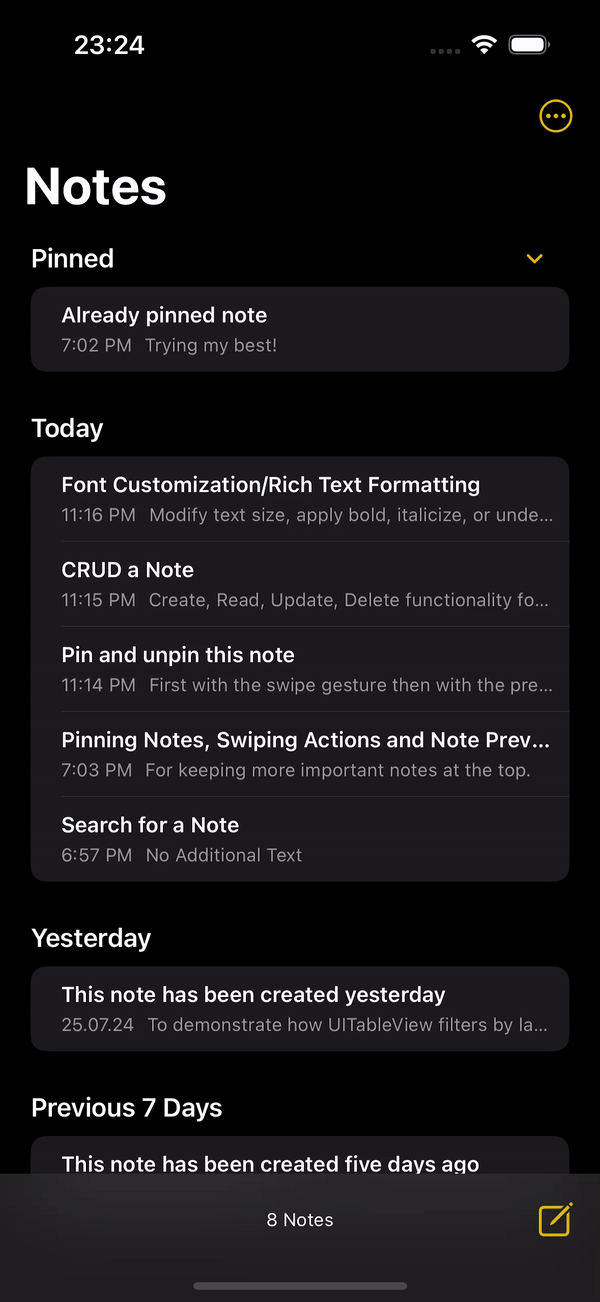 23:24
Notes
Pinned
Already pinned note
7:02 PM Trying my best!
Today
Font Customization/Rich Text Formatting
11:16 PM Modify text size, apply bold, italicize, or unde...
CRUD a Note
11:15 PM Create, Read, Update, Delete functionality fo...
Pin and unpin this note
11:14 PM First with the swipe gesture then with the pre...
Pinning Notes, Swiping Actions and Note Prev...
7:03 PM For keeping more important notes at the top.
Search for a Note
6:57 PM No Additional Text
Yesterday
This note has been created yesterday
25.07.24 To demonstrate how UITableView filters by la...
Previous 7 Days
This note has been created five days ago
8 Notes